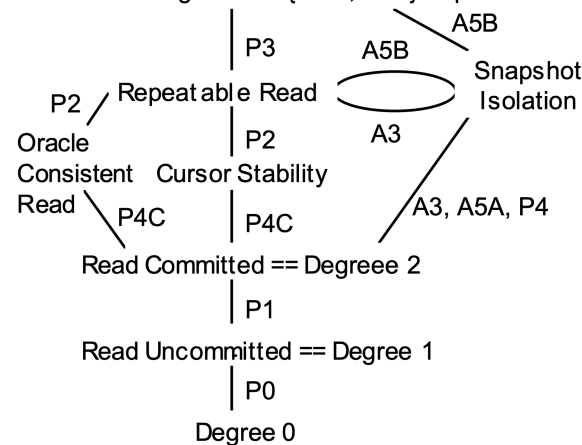 A5B
P3
A5B
Snapshot
Isolation
Repeatable Read
P2
A3
P2
Oracle
Consistent
Read
Cursor Stability
P4C
P4C
A3, A5A, P4
Read Committed == Degreee 2
P1
Read Uncommitted == Degree 1
P0
Degree 0